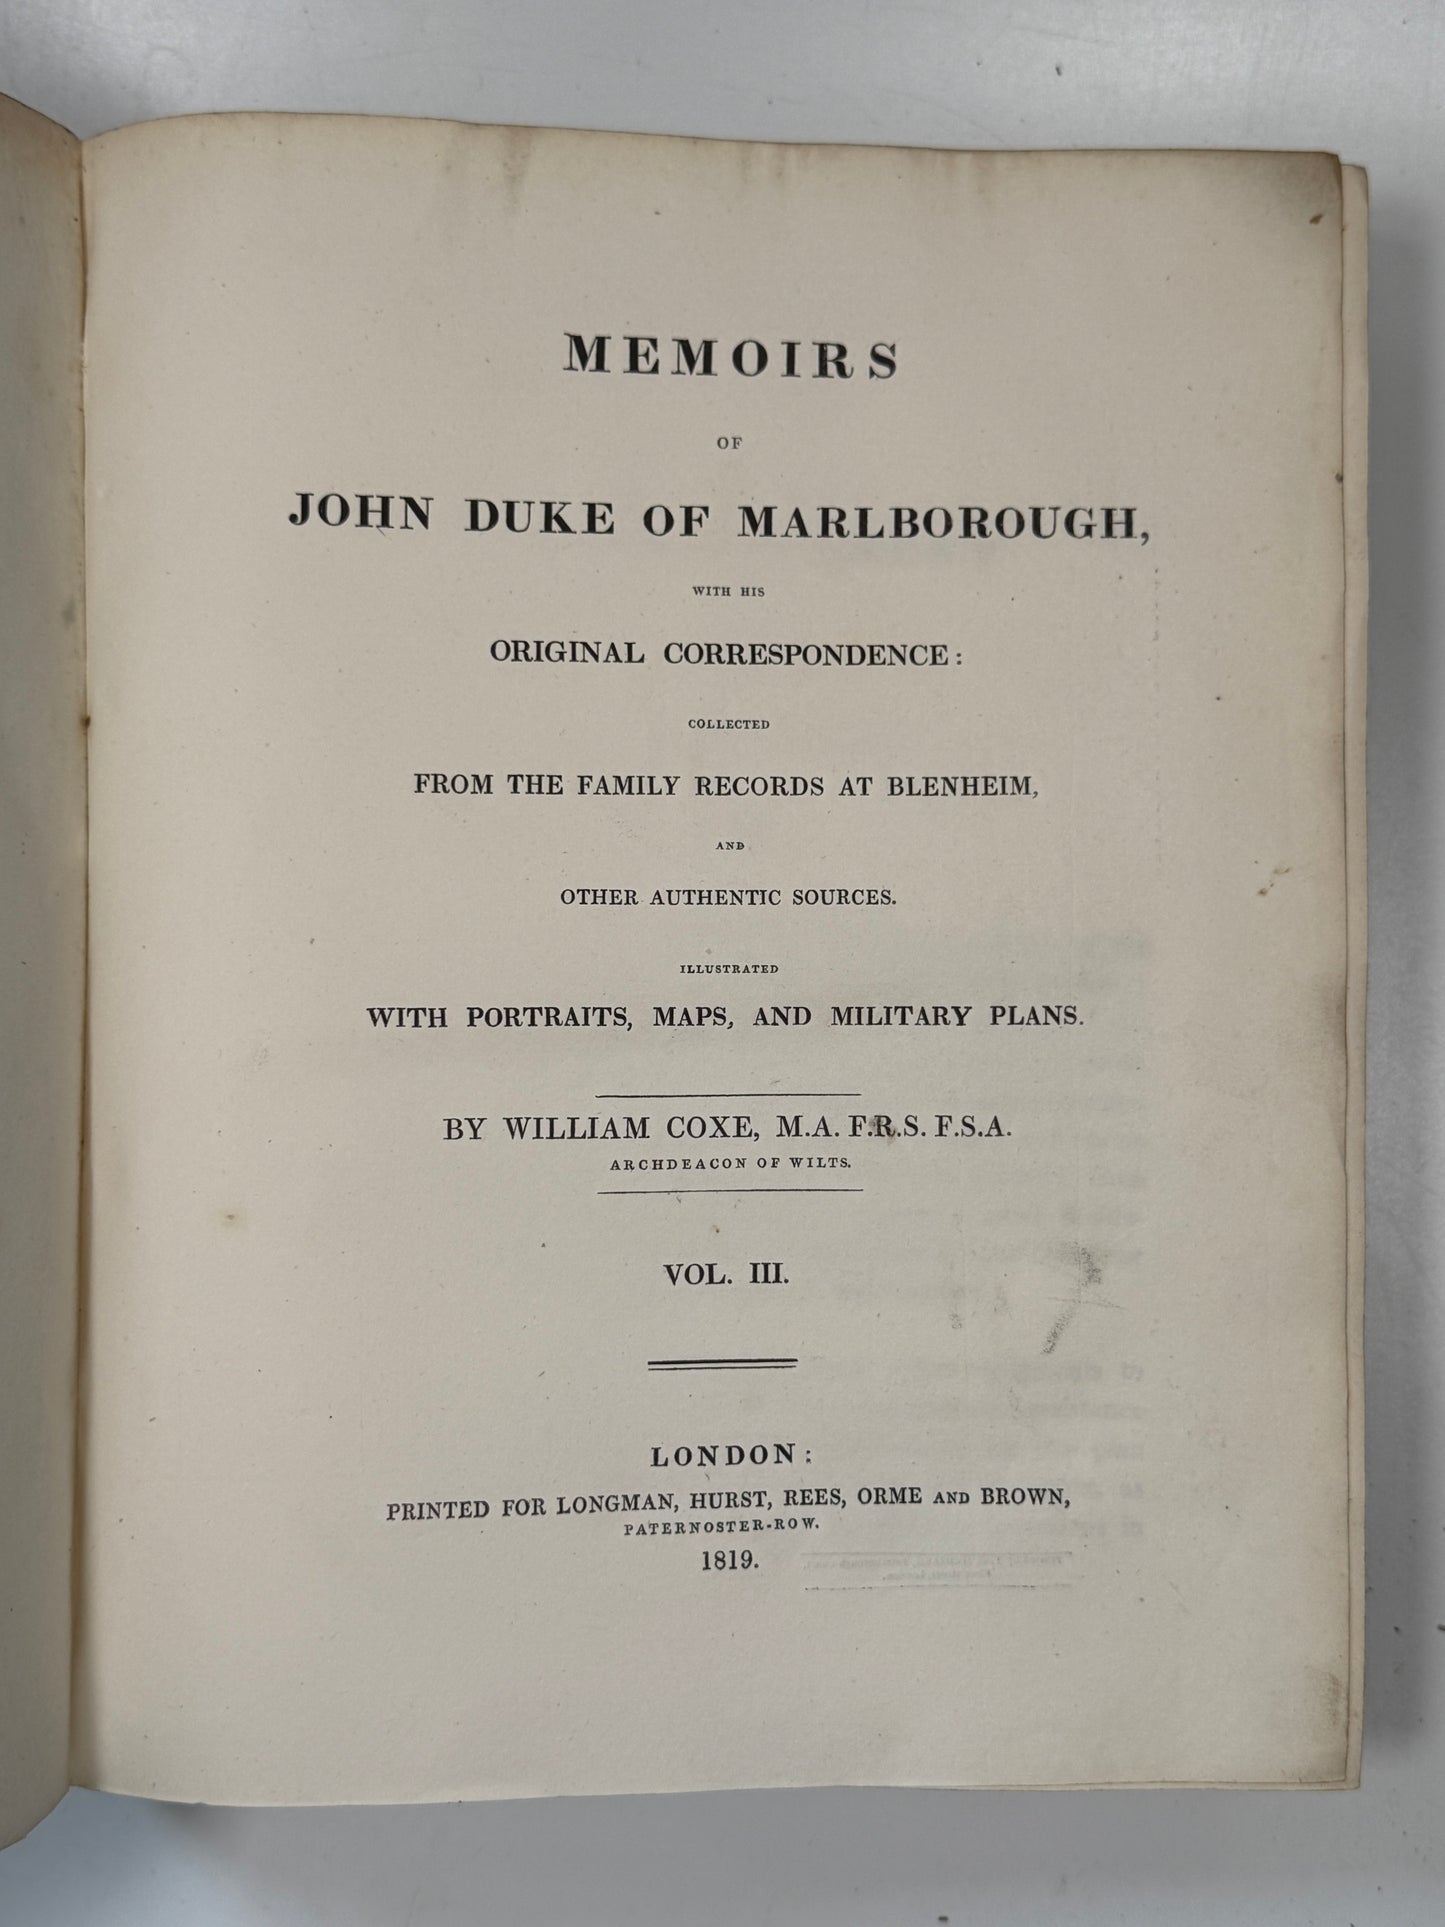 MEMOIRS
OF
JOHN DUKE OF MARLBOROUGH,
WITH HIS
ORIGINAL CORRESPONDENCE:
COLLECTED
FROM THE FAMILY RECORDS AT BLENHEIM,
AND
OTHER AUTHENTIC SOURCES.
ILLUSTRATED
WITH PORTRAITS, MAPS, AND MILITARY PLANS.
BY WILLIAM COXE, M.A. F.R.S. F.S.A.
ARCHDEACON OF WILTS.
VOL. III.
LONDON:
PRINTED FOR LONGMAN, HURST, REES, ORME AND BROWN,
PATERNOSTER-ROW.
1819.